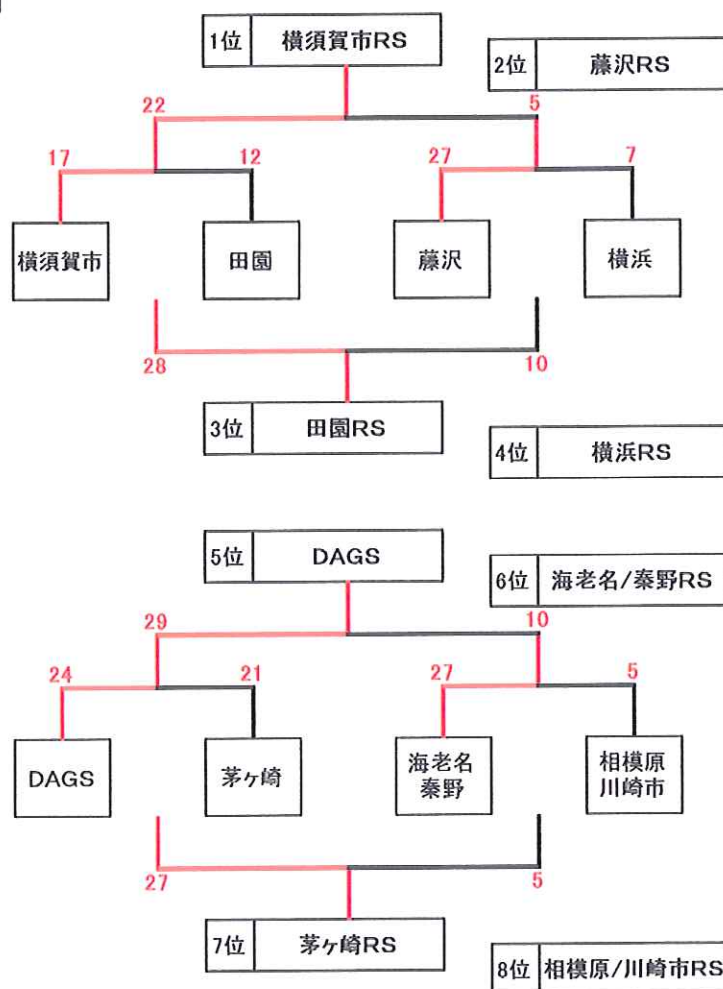 1位 横須賀市RS
2位 藤沢RS
22 5
17 12 27 7
横須賀市 田園 藤沢 横浜
28 10
3位 田園RS
4位 横浜RS
5位 DAGS
6位 海老名/秦野RS
29 10
24 21 27 5
DAGS 茅ヶ崎 海老名 相模原
秦野 川崎市
27 5
7位 茅ヶ崎RS
8位 相模原/川崎市RS